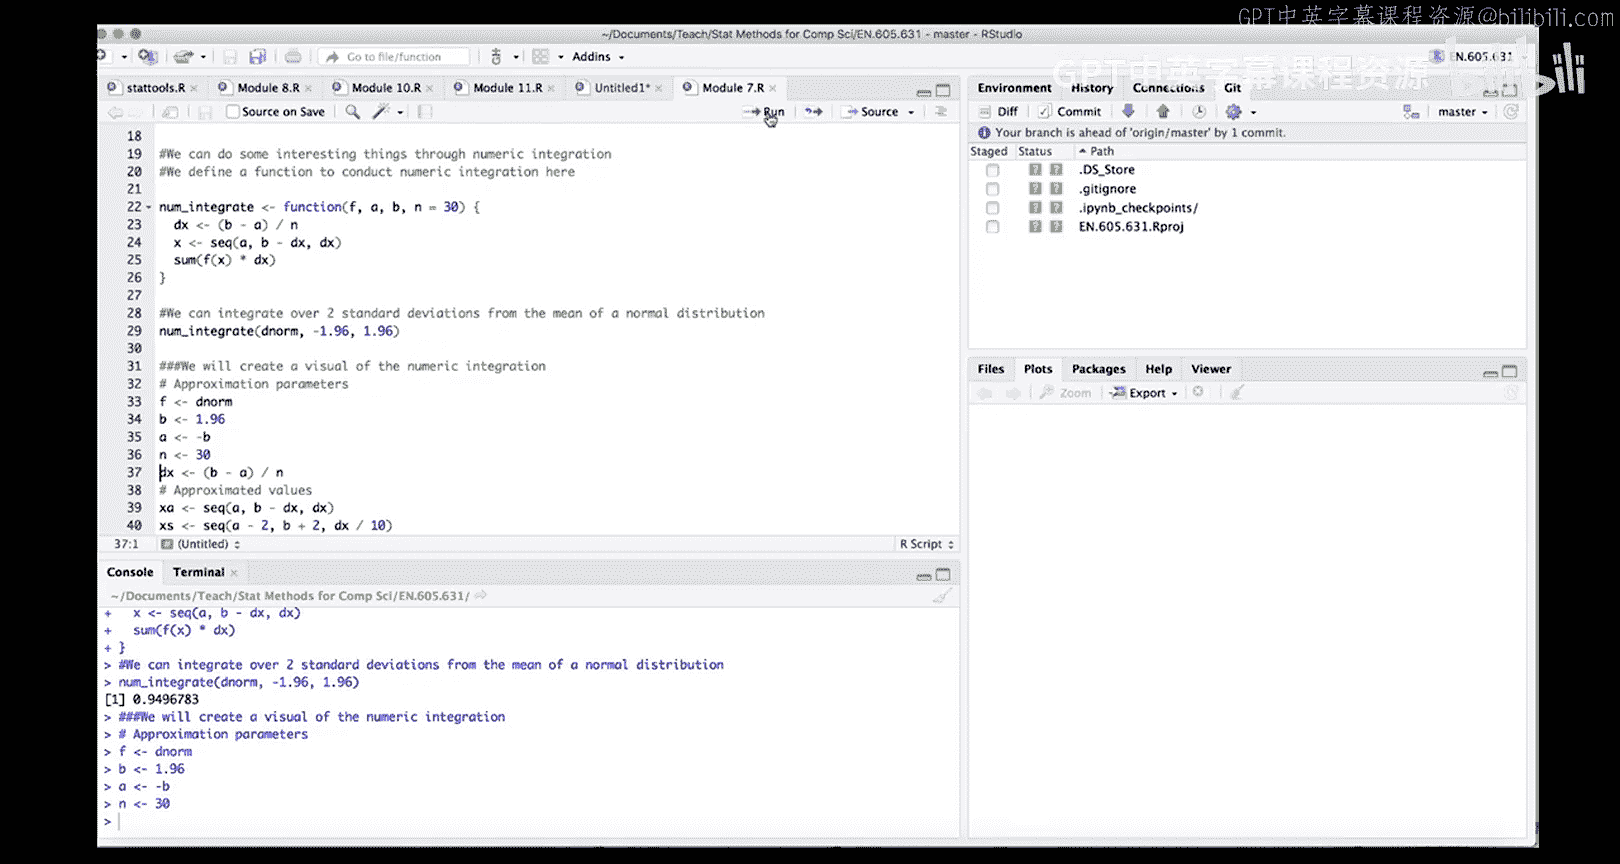 GPT中英字幕课程资源@bilibili.com
~/Documents/Teach/Stat Methods for Comp Sci/EN.605.631 - master - RStudio
Go to file/function
Addins
EN.605.631
GPT中英字幕课程资源 bilibili
stattools.R
Module 8.R
Module 10.R
Module 11.R
Untitled1*
Module 7.R
Source on Save
Run
Source
18
19 #We can do some interesting things through numeric integration
20 #We define a function to conduct numeric integration here
21
22 num_integrate <- function(f, a, b, n = 30) {
23 dx <- (b - a) / n
24 x <- seq(a, b - dx, dx)
25 sum(f(x) * dx)
26 }
27
28 #We can integrate over 2 standard deviations from the mean of a normal distribution
29 num_integrate(dnorm, -1.96, 1.96)
30
31 ###We will create a visual of the numeric integration
32 # Approximation parameters
33 f <- dnorm
34 b <- 1.96
35 a <- -b
36 n <- 30
37 dx <- (b - a) / n
38 # Approximated values
39 xa <- seq(a, b - dx, dx)
40 xs <- seq(a - 2, b + 2, dx / 10)
37:1 (Untitled) R Script
Console Terminal
~/Documents/Teach/Stat Methods for Comp Sci/EN.605.631/
+ x <- seq(a, b - dx, dx)
+ sum(f(x) * dx)
+ }
> #We can integrate over 2 standard deviations from the mean of a normal distribution
> num_integrate(dnorm, -1.96, 1.96)
[1] 0.9496783
> ###We will create a visual of the numeric integration
> # Approximation parameters
> f <- dnorm
> b <- 1.96
> a <- -b
> n <- 30
>
Environment History Connections Git
Diff Commit master
Your branch is ahead of 'origin/master' by 1 commit.
Staged Status Path
? ? .DS_Store
? ? .gitignore
? ? .ipynb_checkpoints/
? ? EN.605.631.Rproj
Files Plots Packages Help Viewer
Zoom Export